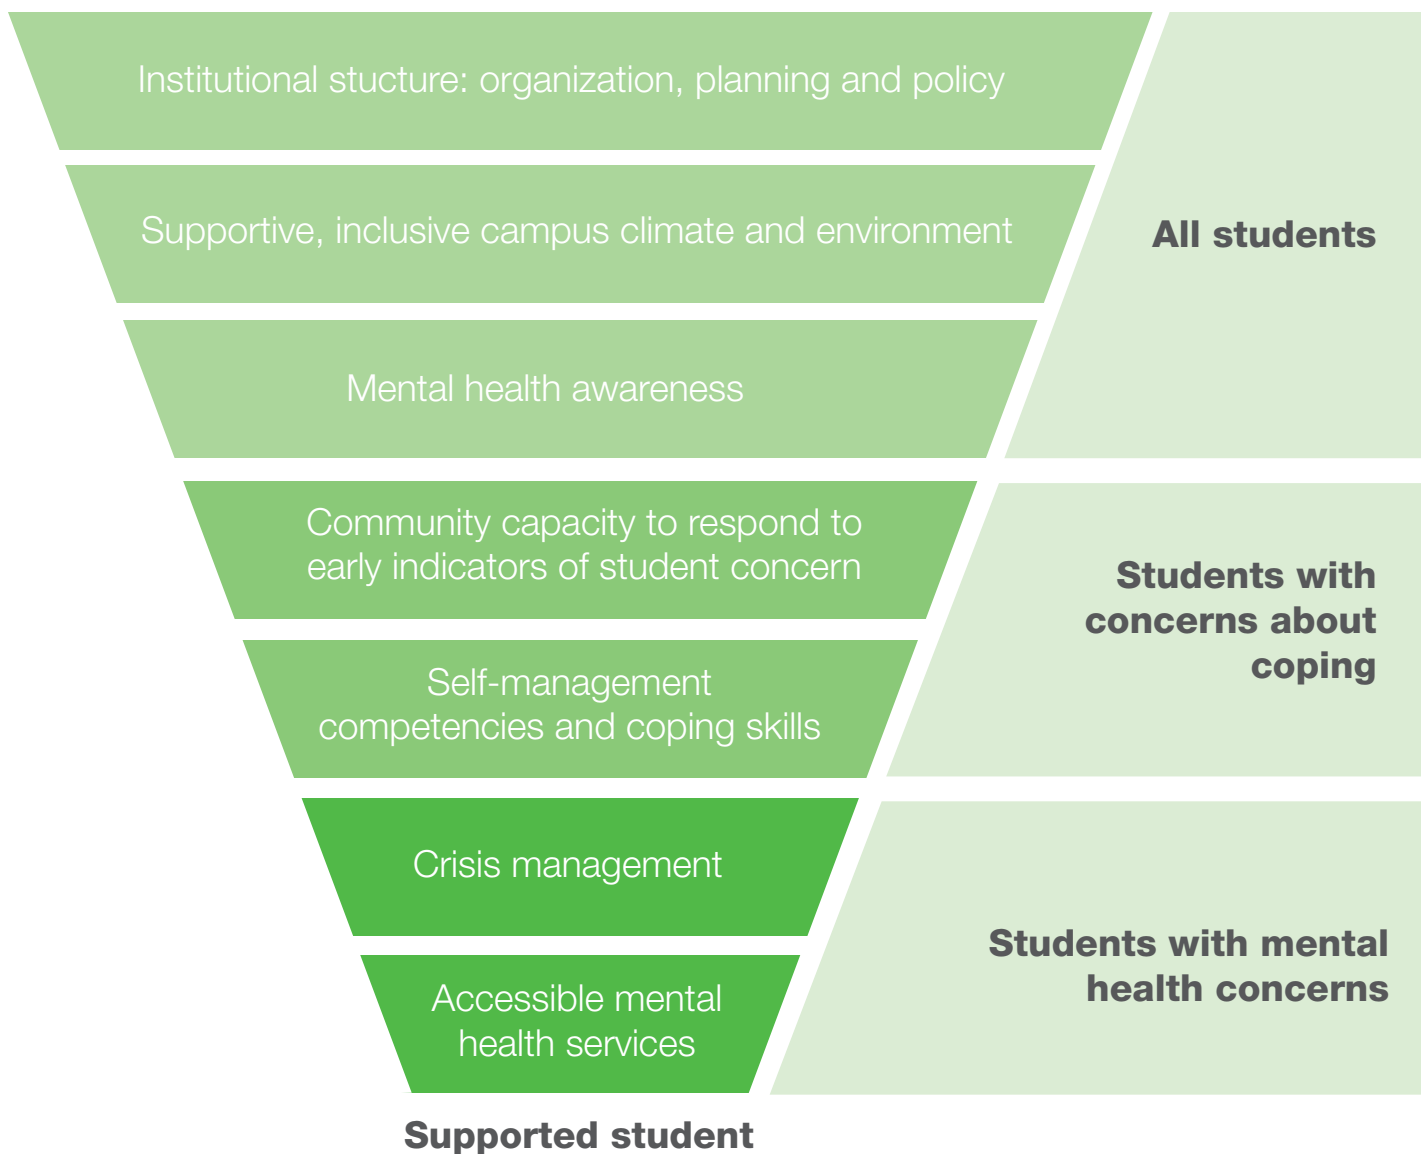 Institutional stucture: organization, planning and policy
Supportive, inclusive campus climate and environment
Mental health awareness
All students
Community capacity to respond to
early indicators of student concern
Self-management
competencies and coping skills
Students with
concerns about
coping
Crisis management
Accessible mental
health services
Students with mental
health concerns
Supported student